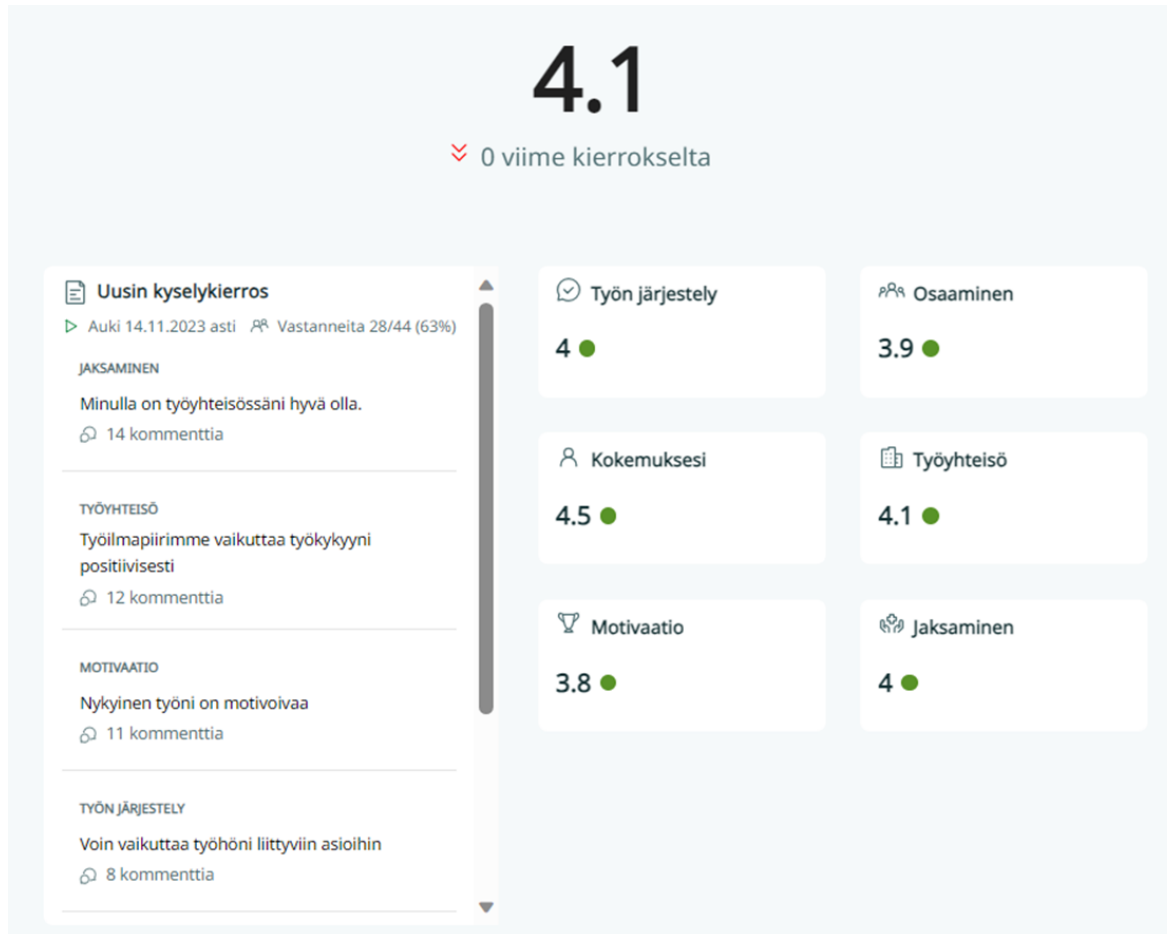 4.1
0 viime kierrokselta
Uusin kyselykierros
Auki 14.11.2023 asti Vastanneita 28/44 (63%)
JAKSAMINEN
Minulla on työyhteisössäni hyvä olla.
14 kommenttia
TYÖYHTEISÖ
Työilmapiirimme vaikuttaa työkykyyni
positiivisesti
12 kommenttia
MOTIVAATIO
Nykyinen työni on motivoivaa
11 kommenttia
TYÖN JÄRJESTELY
Voin vaikuttaa työhöni liittyviin asioihin
8 kommenttia
Työn järjestely
4
Osaaminen
3.9
Kokemuksesi
4.5
Työyhteisö
4.1
Motivaatio
3.8
Jaksaminen
4